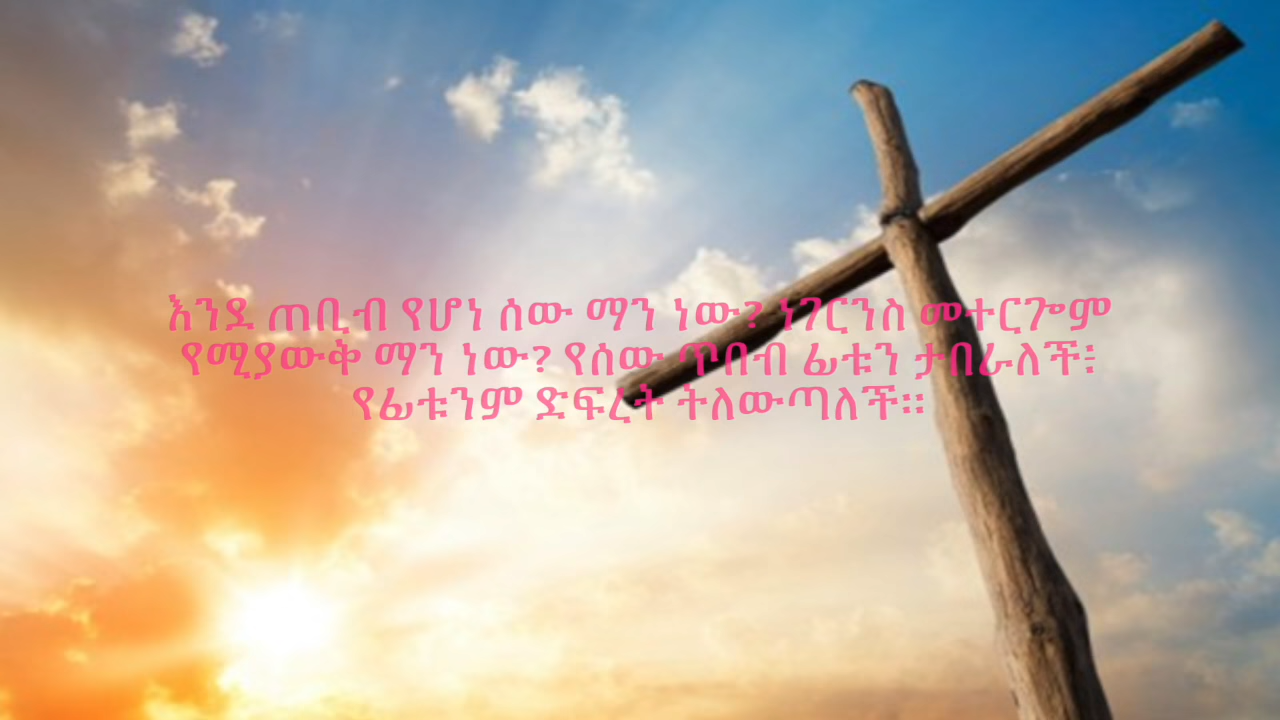 እንደ ጠቢብ የሆነ ሰው ማን ነው? ነገርንስ መተርጐም
የሚያውቅ ማን ነው? የሰው ጥበብ ፊቱን ታበራለች፤
የፊቱንም ድፍረት ትለውጣለች።